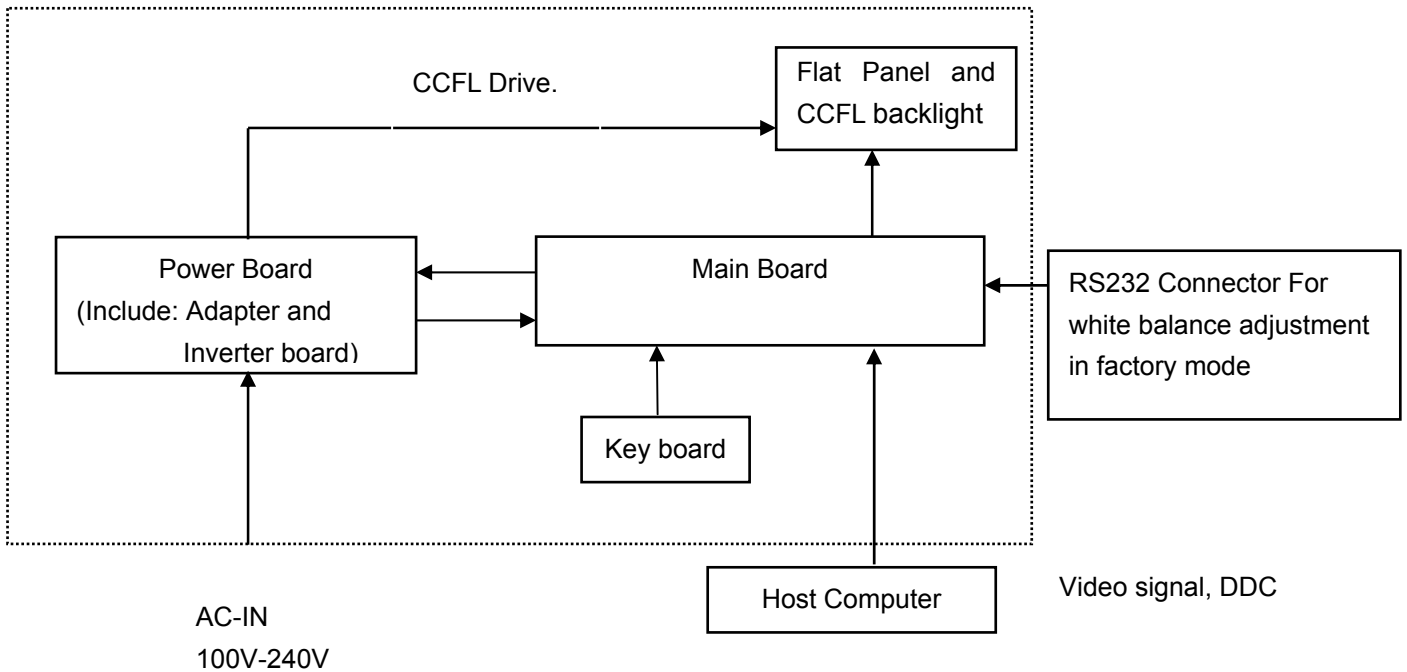 CCFL Drive.
Flat Panel and
CCFL backlight
Power Board
(Include: Adapter and
Inverter board)
Main Board
RS232 Connector For
white balance adjustment
in factory mode
Key board
Host Computer
Video signal, DDC
AC-IN
100V-240V